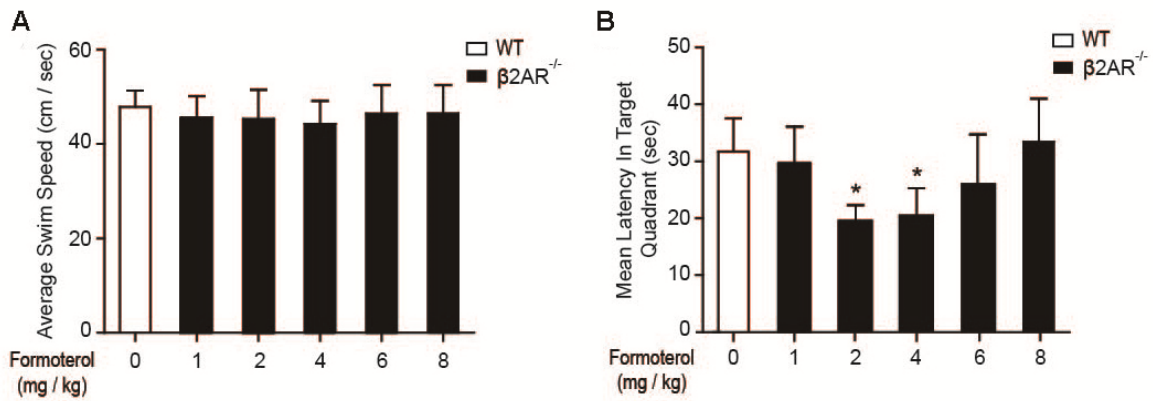 A
Average Swim Speed (cm / sec)
60
40
20
0
WT
β2AR-/-
Formoterol
(mg / kg)
0 1 2 4 6 8
B
Mean Latency In Target
Quadrant (sec)
50
40
30
20
10
0
WT
β2AR-/-
* *
Formoterol
(mg / kg)
0 1 2 4 6 8